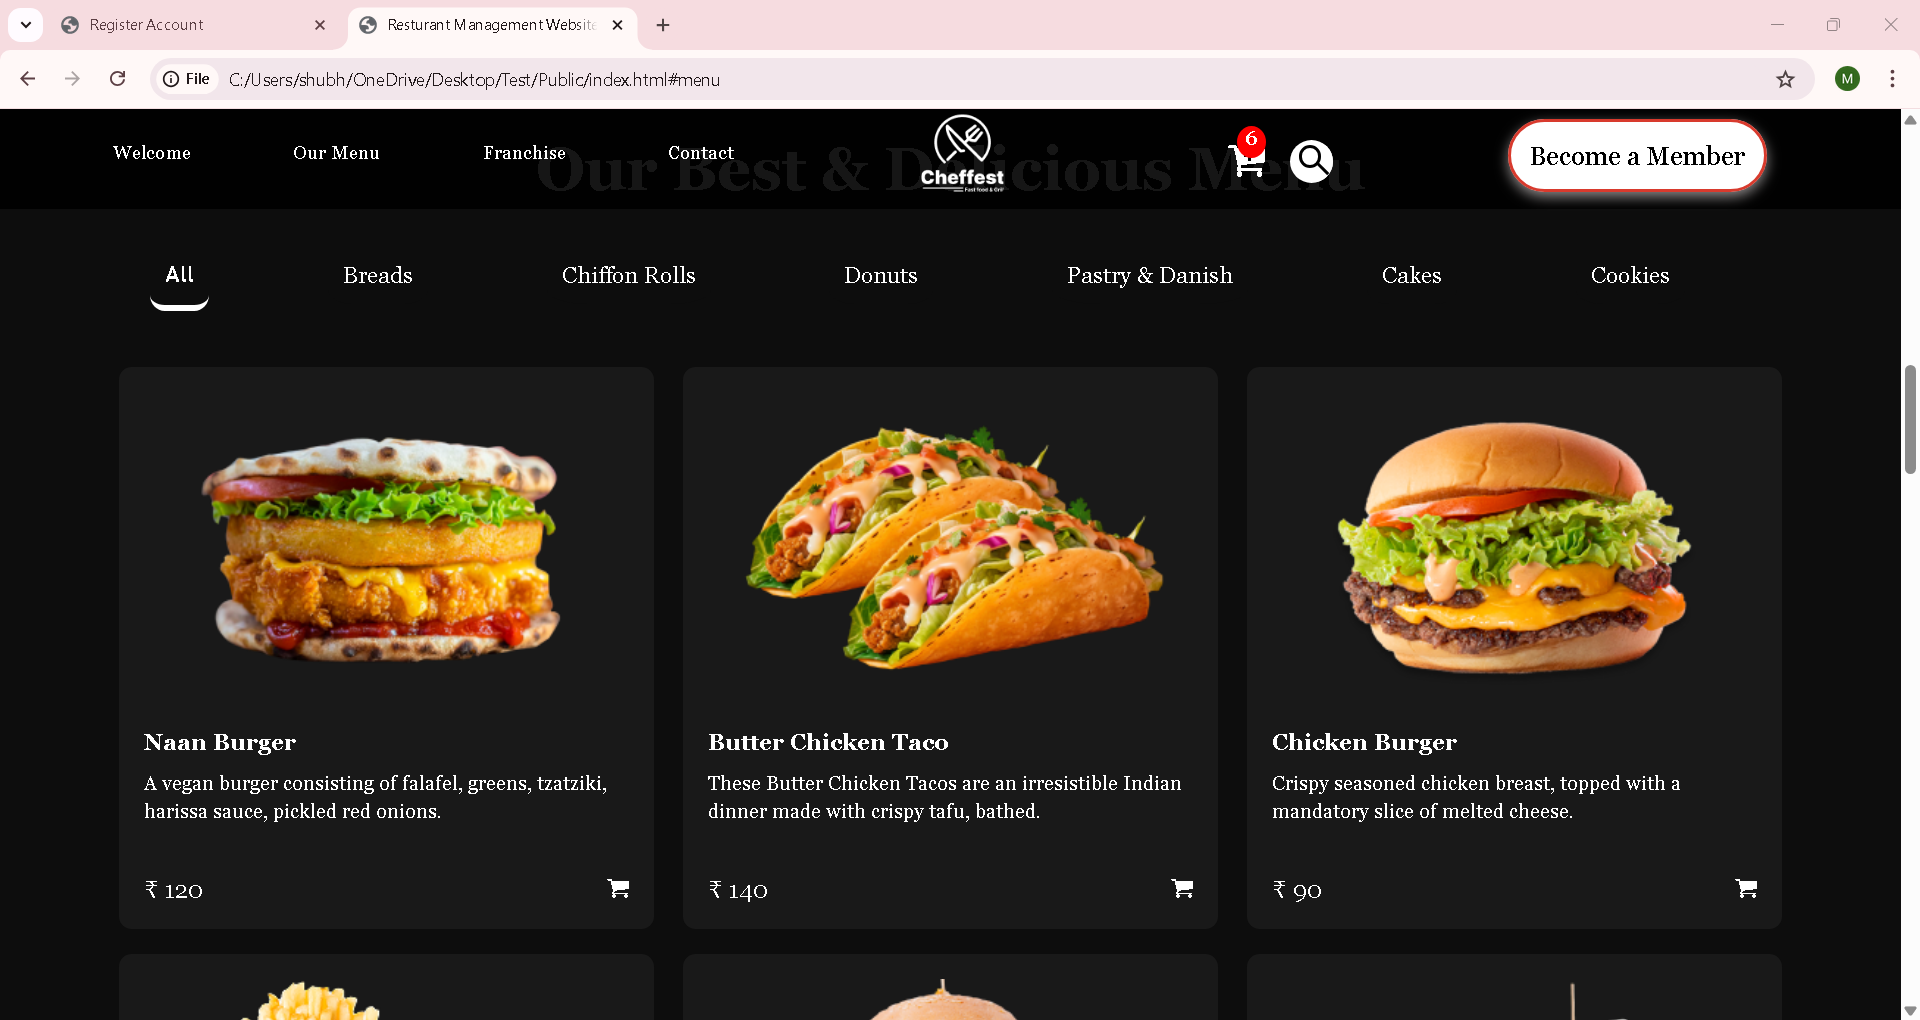 Register Account
Resturant Management Website
File
C:/Users/shubh/OneDrive/Desktop/Test/Public/index.html#menu
M
Welcome
Our Menu
Franchise
Contact
Cheffest
Fast food & Grill
6
Become a Member
Our Best & Delicious Menu
All
Breads
Chiffon Rolls
Donuts
Pastry & Danish
Cakes
Cookies
Naan Burger
A vegan burger consisting of falafel, greens, tzatziki,
harissa sauce, pickled red onions.
₹ 120
Butter Chicken Taco
These Butter Chicken Tacos are an irresistible Indian
dinner made with crispy tafu, bathed.
₹ 140
Chicken Burger
Crispy seasoned chicken breast, topped with a
mandatory slice of melted cheese.
₹ 90